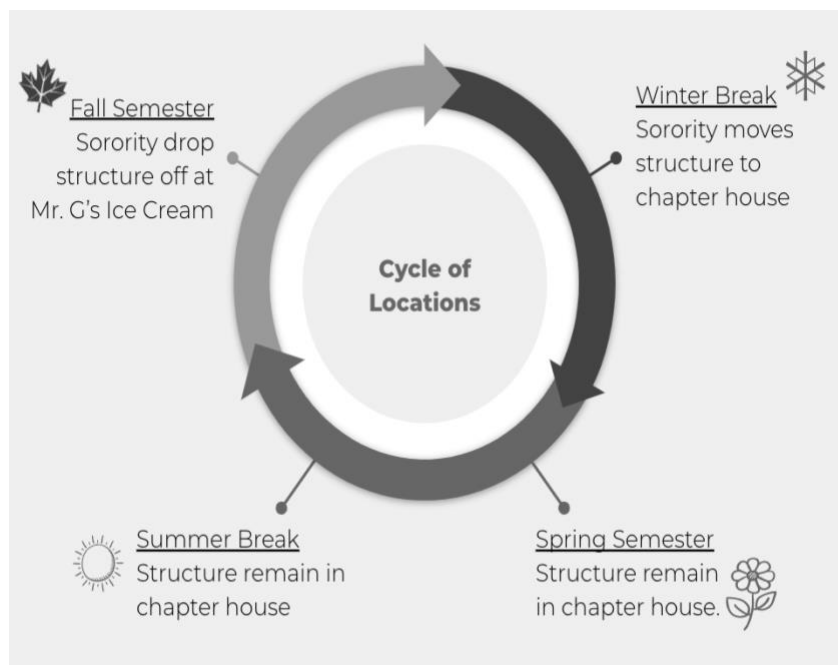 Fall Semester
Sorority drop
structure off at
Mr. G's Ice Cream
Winter Break
Sorority moves
structure to
chapter house
Cycle of
Locations
Summer Break
Structure remain in
chapter house
Spring Semester
Structure remain
in chapter house.